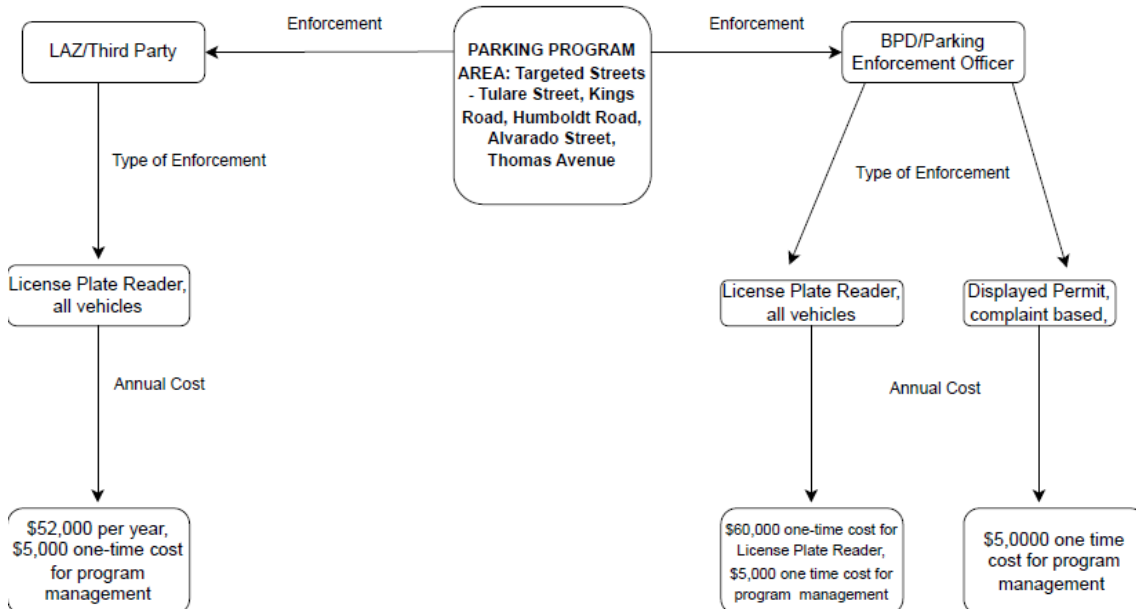 Enforcement
Enforcement
LAZ/Third Party
PARKING PROGRAM
AREA: Targeted Streets
- Tulare Street, Kings
Road, Humboldt Road,
Alvarado Street,
Thomas Avenue
BPD/Parking
Enforcement Officer
Type of Enforcement
Type of Enforcement
License Plate Reader,
all vehicles
License Plate Reader,
all vehicles
Displayed Permit,
complaint based,
Annual Cost
Annual Cost
$52,000 per year,
$5,000 one-time cost
for program
management
$60,000 one-time cost for
License Plate Reader,
$5,000 one time cost for
program management
$5,0000 one time
cost for program
management